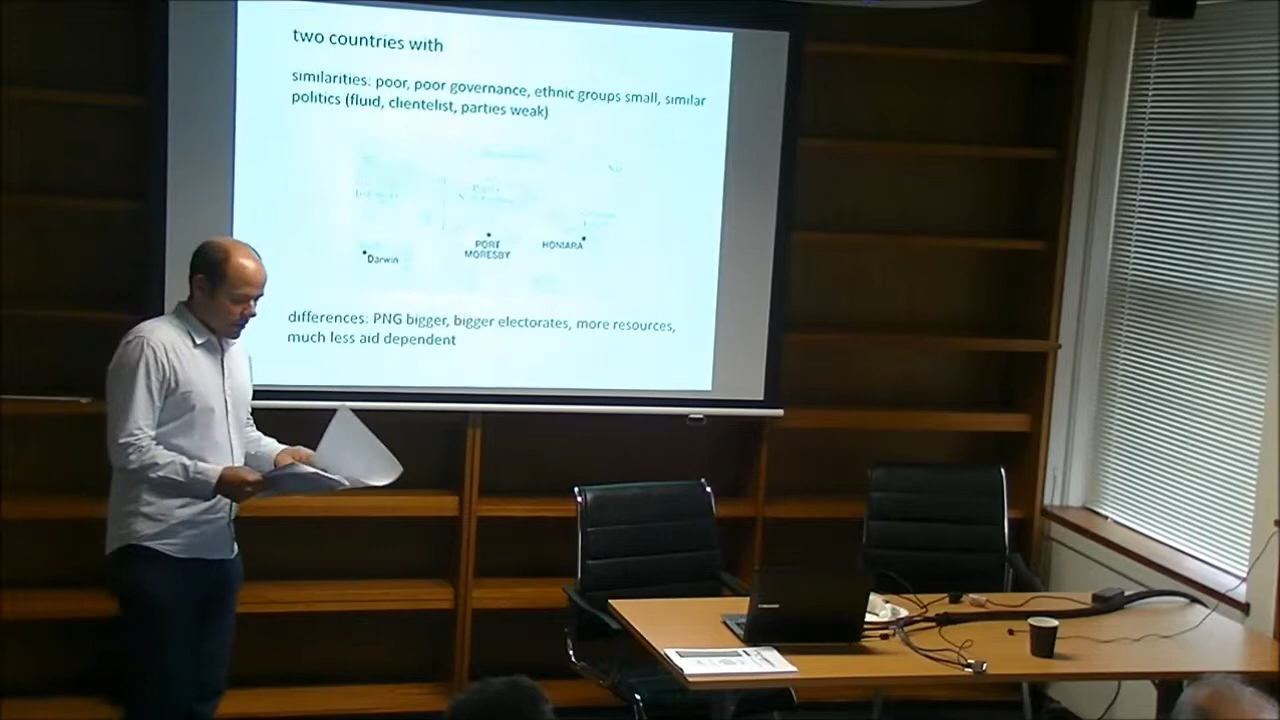 two countries with
similarities: poor, poor governance, ethnic groups small, similar
politics (fluid, clientelist, parties weak)
PORT
MORESBY
HONIARA
Darwin
differences: PNG bigger, bigger electorates, more resources,
much less aid dependent